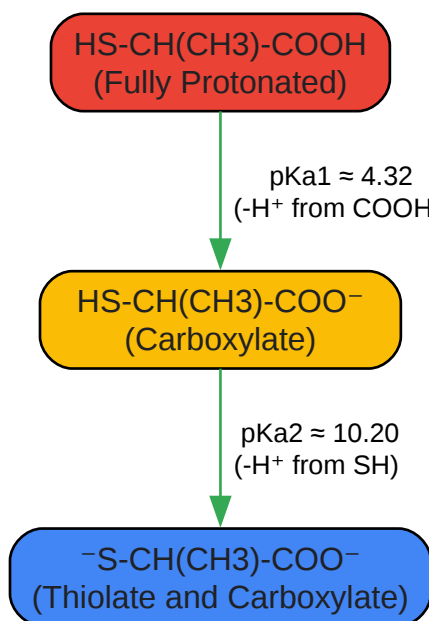 HS-CH(CH3)-COOH
(Fully Protonated)
pKa1 ≈ 4.32
(-H⁺ from COOH
HS-CH(CH3)-COO⁻
(Carboxylate)
pKa2 ≈ 10.20
(-H⁺ from SH)
⁻S-CH(CH3)-COO⁻
(Thiolate and Carboxylate)